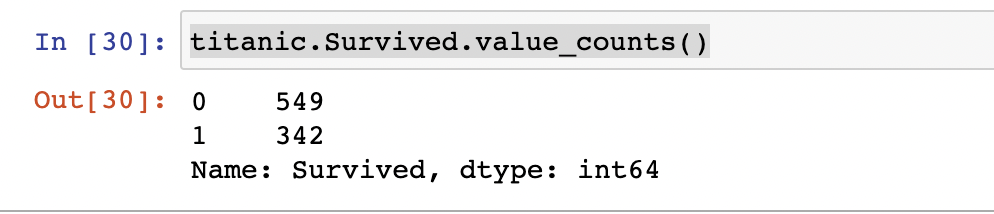 In [30]: titanic.Survived.value_counts()
Out[30]: 0    549
1    342
Name: Survived, dtype: int64